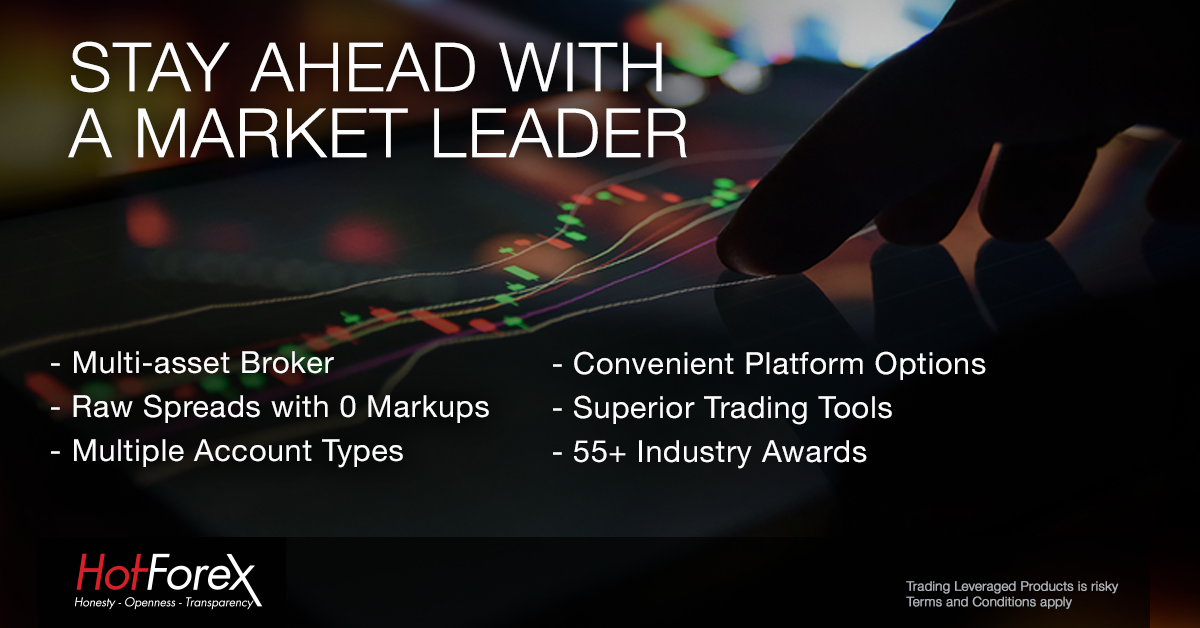 STAY AHEAD WITH
A MARKET LEADER
- Multi-asset Broker
- Raw Spreads with 0 Markups
- Multiple Account Types
- Convenient Platform Options
- Superior Trading Tools
- 55+ Industry Awards
HotForex
Honesty - Openness - Transparency
Trading Leveraged Products is risky
Terms and Conditions apply